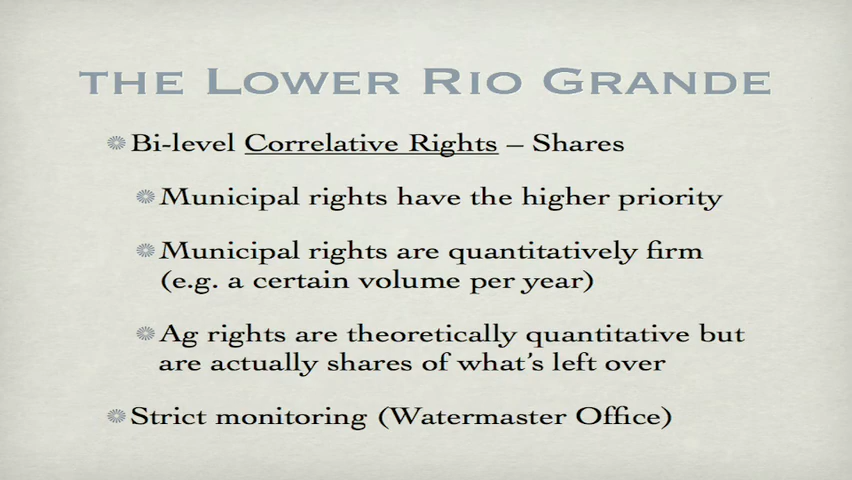 THE LOWER RIO GRANDE
Bi-level Correlative Rights – Shares
Municipal rights have the higher priority
Municipal rights are quantitatively firm
(e.g. a certain volume per year)
Ag rights are theoretically quantitative but
are actually shares of what's left over
Strict monitoring (Watermaster Office)